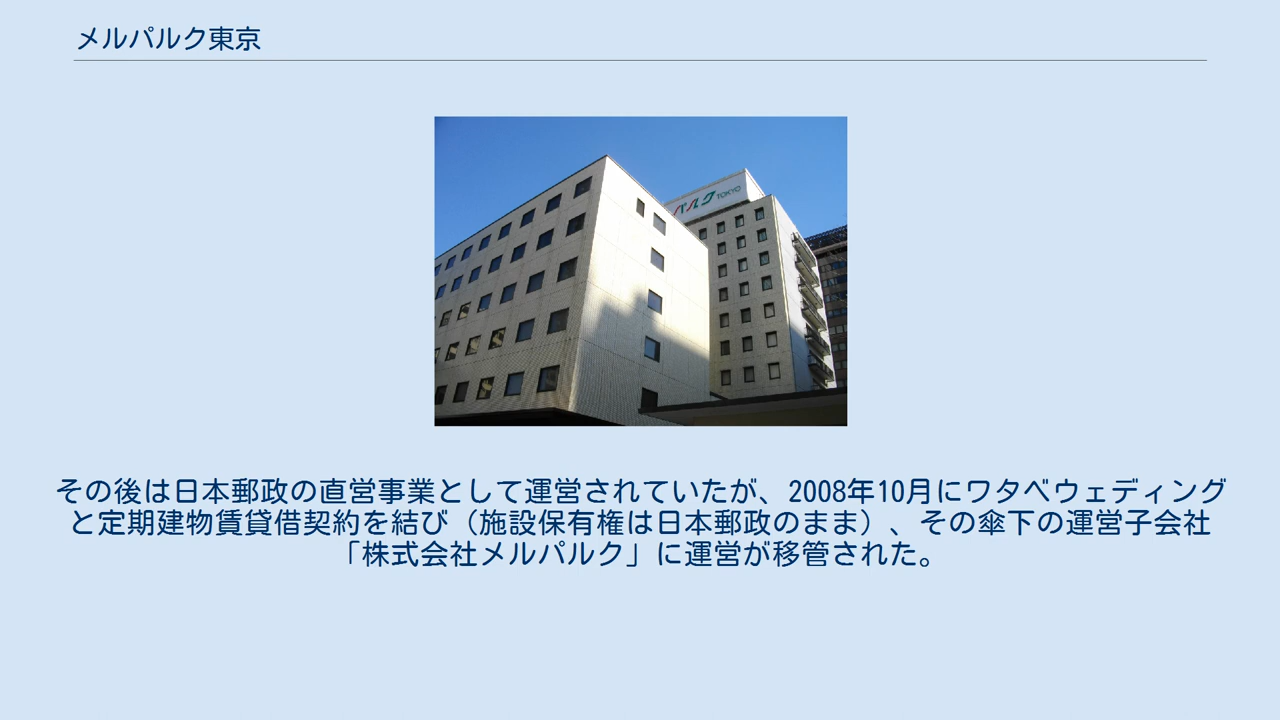 メルパルク東京
パルク TOKYO
その後は日本郵政の直営事業として運営されていたが、2008年10月にワタベウェディング
と定期建物賃貸借契約を結び（施設保有権は日本郵政のまま）、その傘下の運営子会社
「株式会社メルパルク」に運営が移管された。